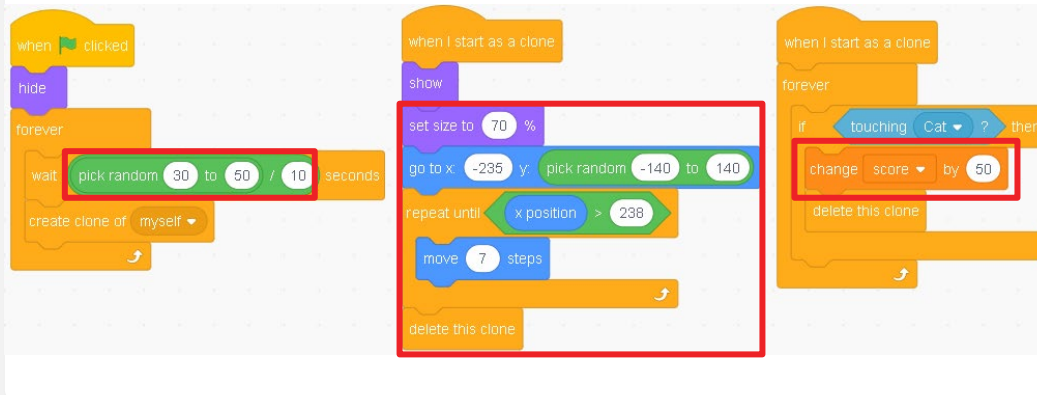 when clicked
hide
forever
wait pick random 30 to 50 / 10 seconds
create clone of myself
when I start as a clone
show
set size to 70 %
go to x: -235 y: pick random -140 to 140
repeat until x position > 238
move 7 steps
delete this clone
when I start as a clone
forever
if touching Cat ? then
change score by 50
delete this clone